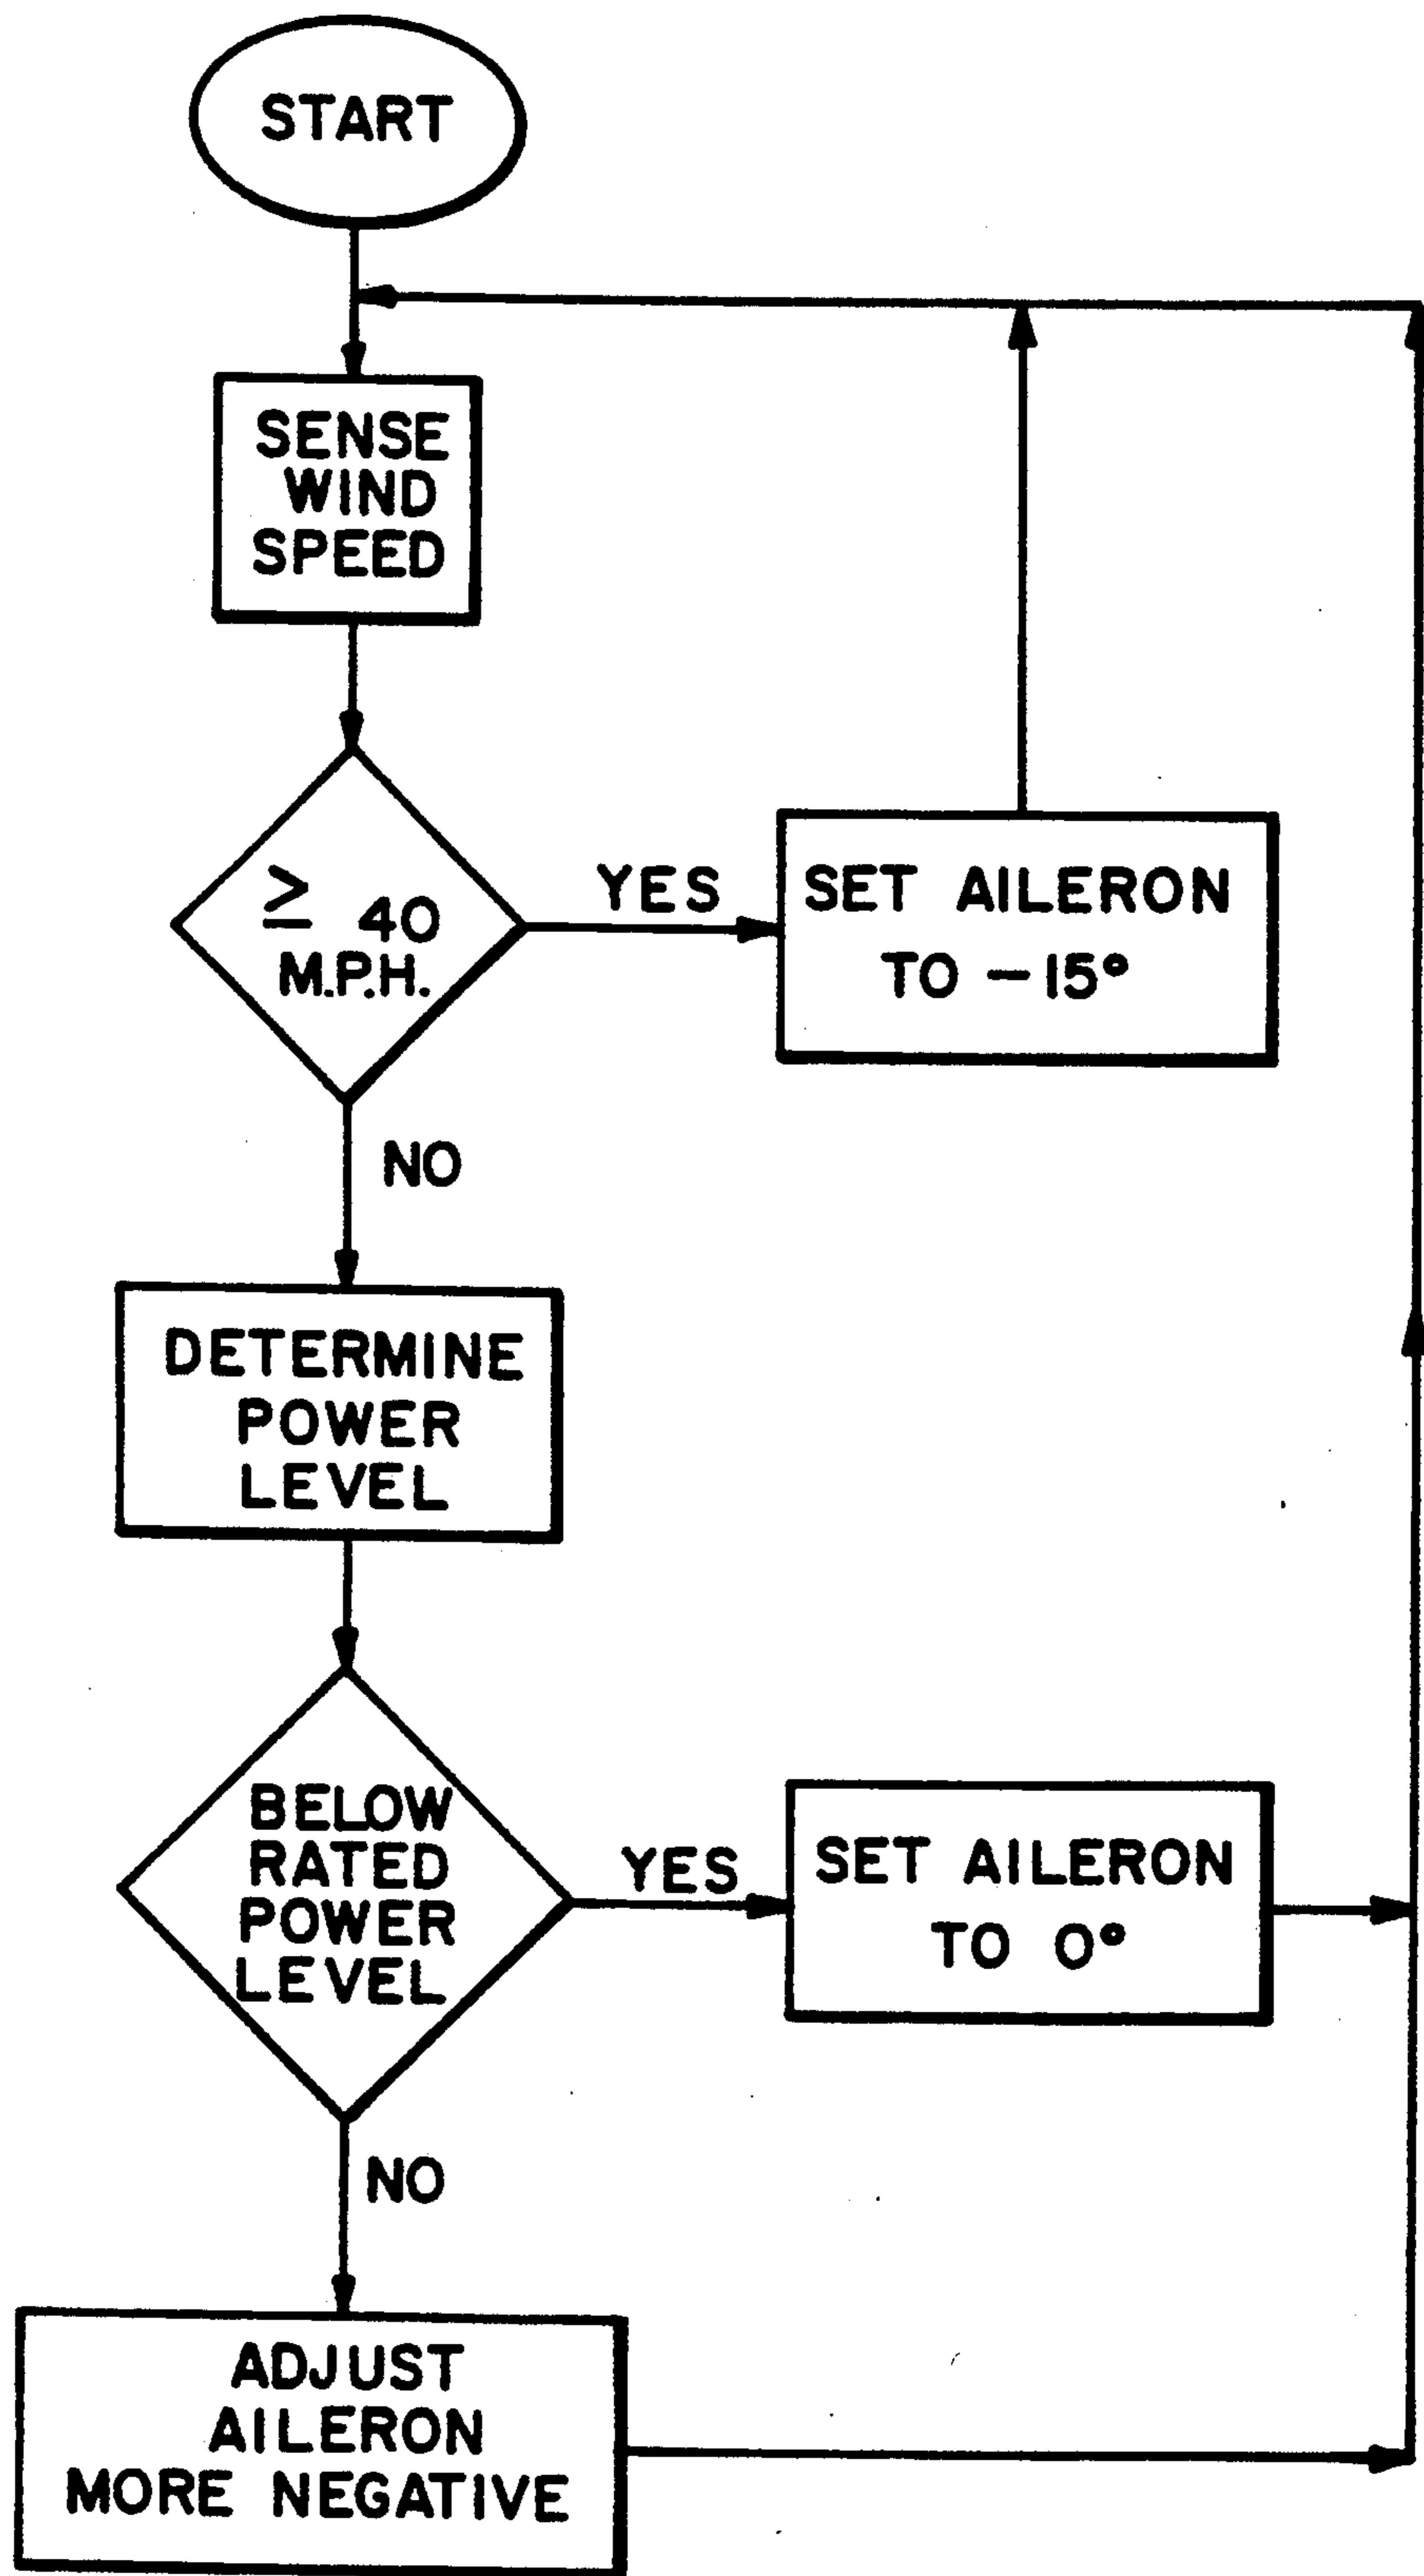 START
SENSE
WIND
SPEED
≥ 40
M.P.H.
YES
SET AILERON
TO -15°
NO
DETERMINE
POWER
LEVEL
BELOW
RATED
POWER
LEVEL
YES
SET AILERON
TO 0°
NO
ADJUST
AILERON
MORE NEGATIVE